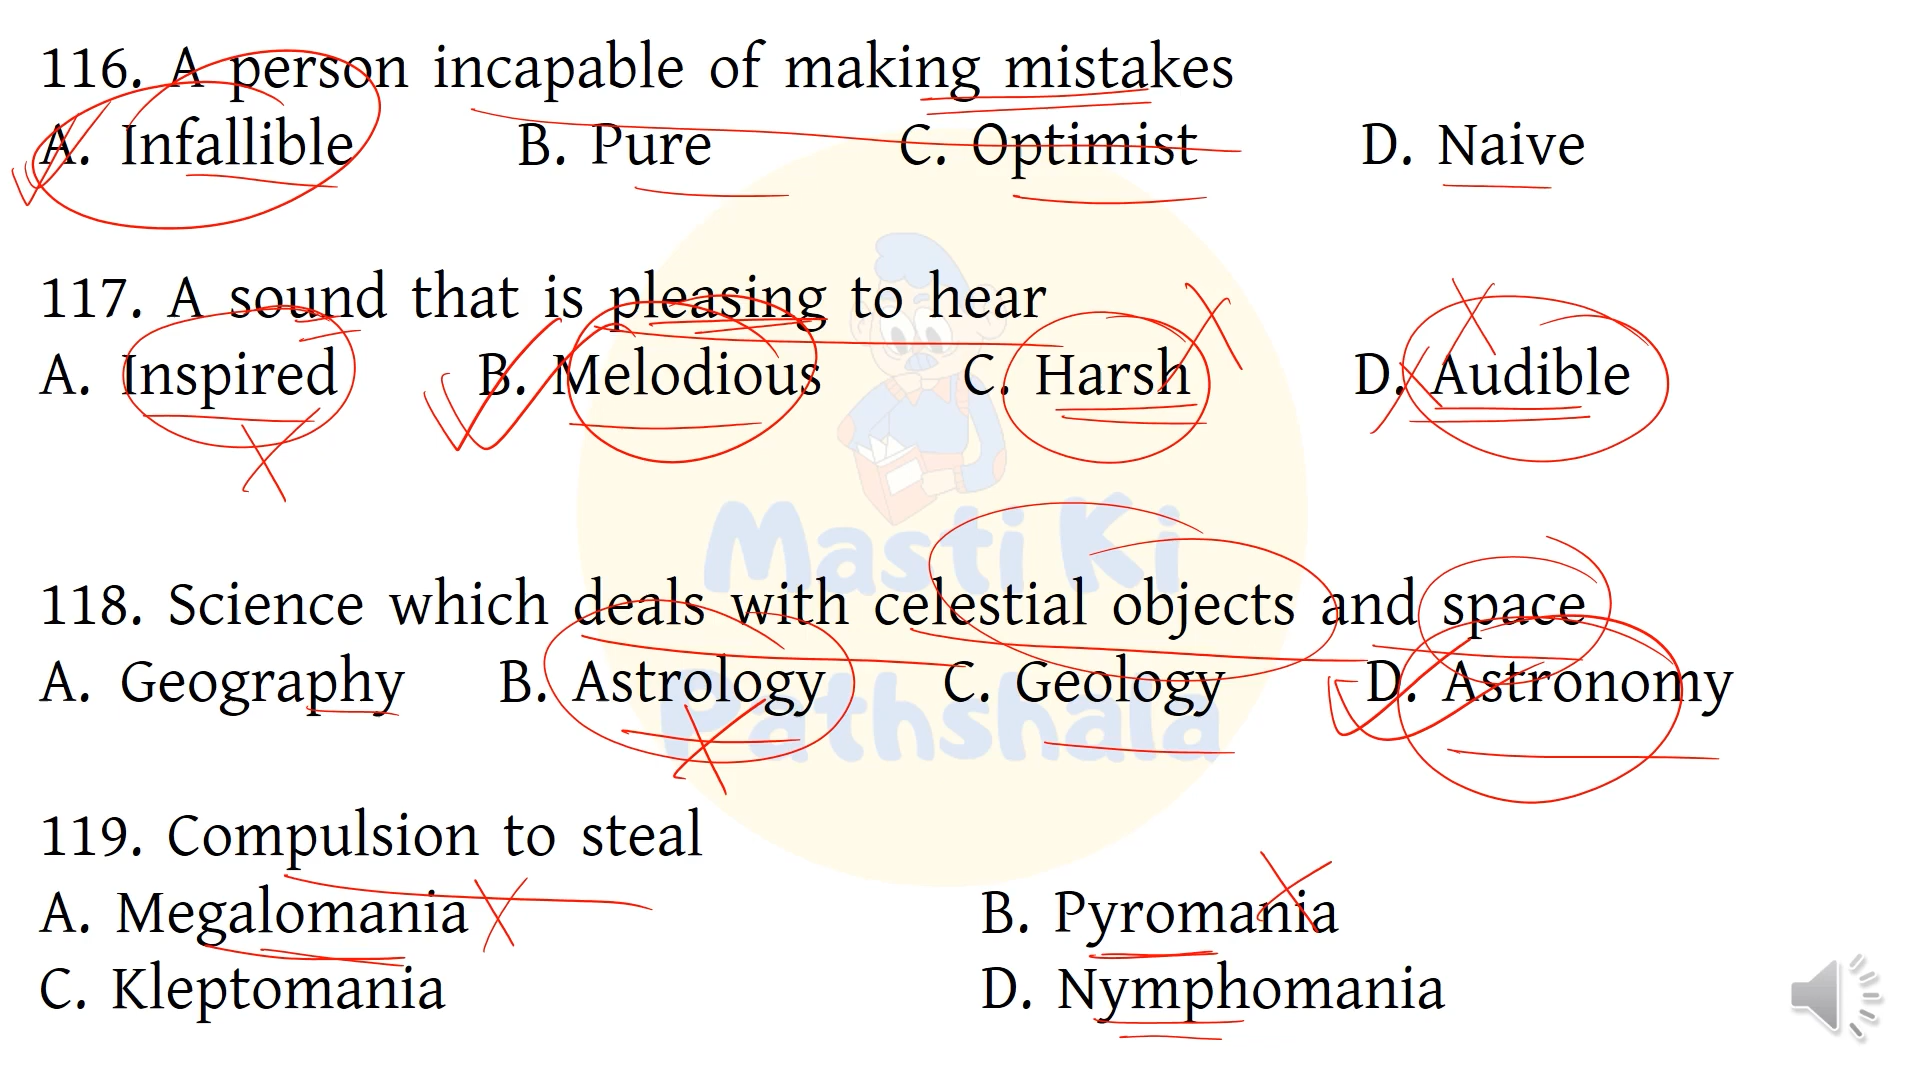 116. A person incapable of making mistakes
A. Infallible B. Pure C. Optimist D. Naive
117. A sound that is pleasing to hear
A. Inspired B. Melodious C. Harsh D. Audible
Masti Ki
118. Science which deals with celestial objects and space
A. Geography B. Astrology C. Geology D. Astronomy
Pathshala
119. Compulsion to steal
A. Megalomania B. Pyromania
C. Kleptomania D. Nymphomania